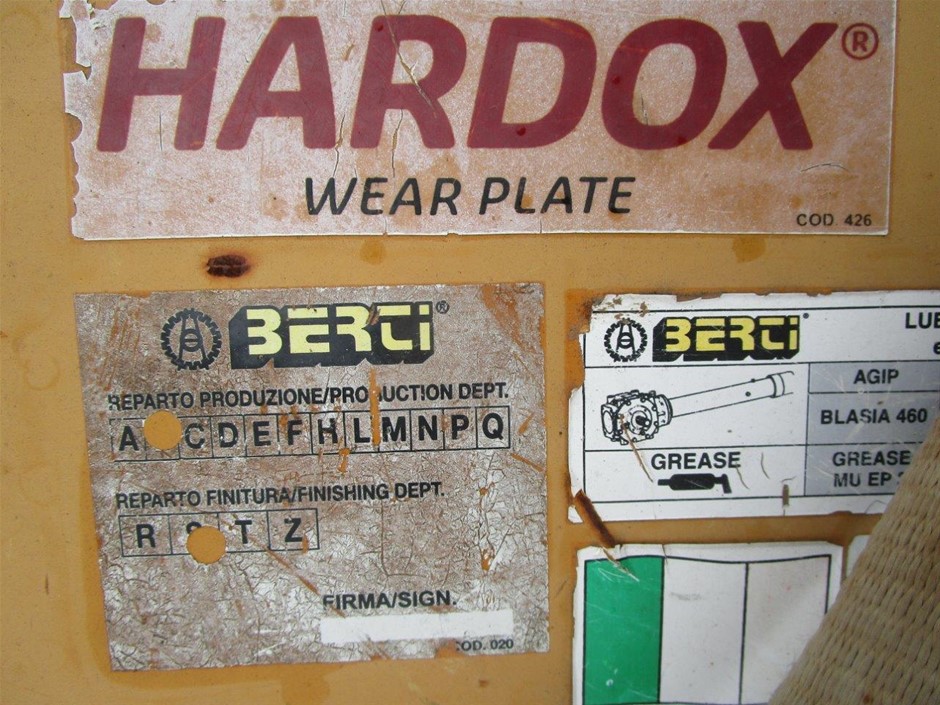 HARDOX®
WEAR PLATE
COD. 426
BERTI®
REPARTO PRODUZIONE/PRODUCTION DEPT.
A C D E F H L M N P Q
REPARTO FINITURA/FINISHING DEPT.
R S T Z
FIRMA/SIGN.
COD. 020
BERTI®
AGIP
BLASIA 460
GREASE
GREASE
MU EP